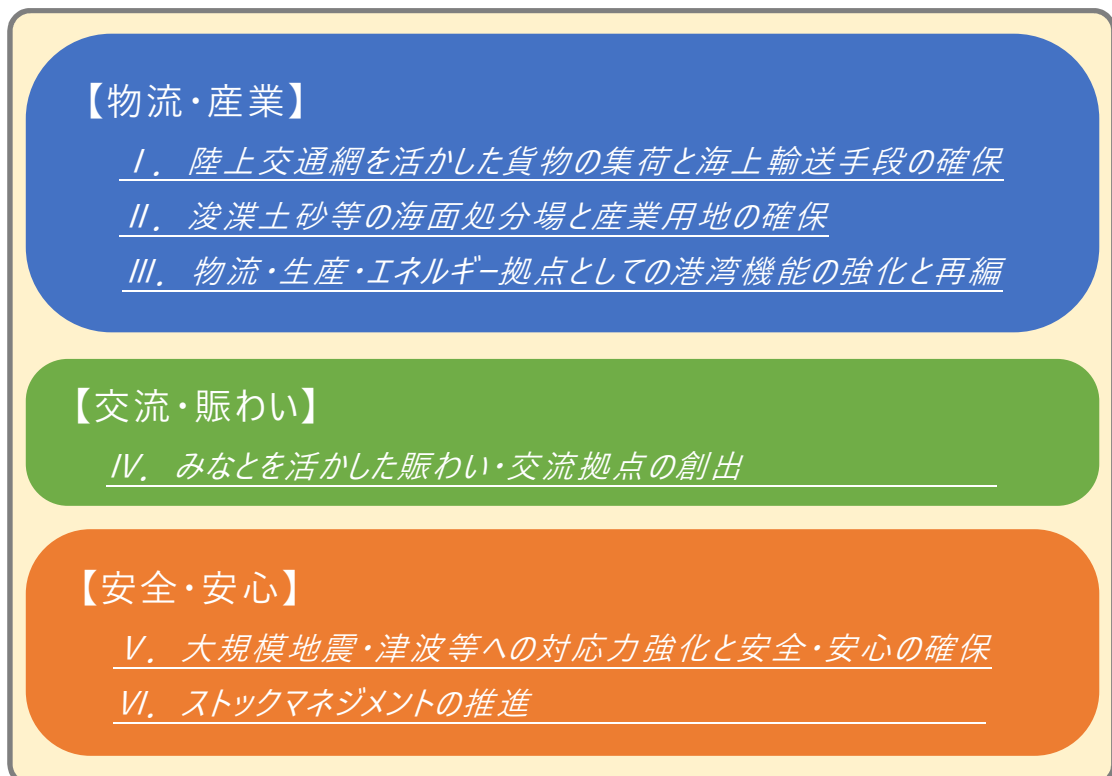 【物流・産業】
Ⅰ. 陸上交通網を活かした貨物の集荷と海上輸送手段の確保
Ⅱ. 浚渫土砂等の海面処分場と産業用地の確保
Ⅲ. 物流・生産・エネルギー拠点としての港湾機能の強化と再編
【交流・賑わい】
Ⅳ. みなとを活かした賑わい・交流拠点の創出
【安全・安心】
Ⅴ. 大規模地震・津波等への対応力強化と安全・安心の確保
Ⅵ. ストックマネジメントの推進